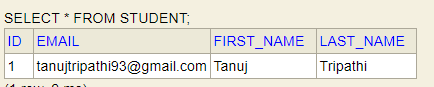 SELECT * FROM STUDENT;
ID EMAIL FIRST_NAME LAST_NAME
1 tanujtripathi93@gmail.com Tanuj Tripathi